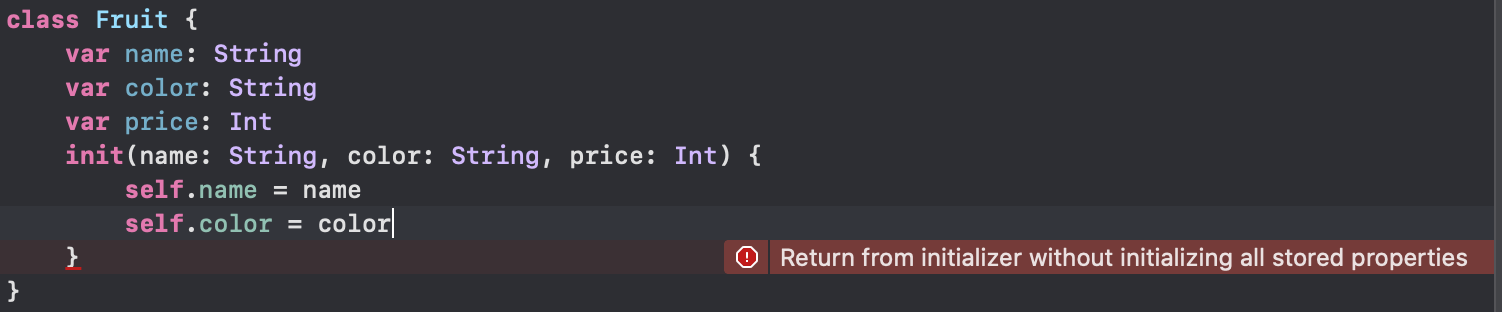 class Fruit {
    var name: String
    var color: String
    var price: Int
    init(name: String, color: String, price: Int) {
        self.name = name
        self.color = color
    } Return from initializer without initializing all stored properties
}